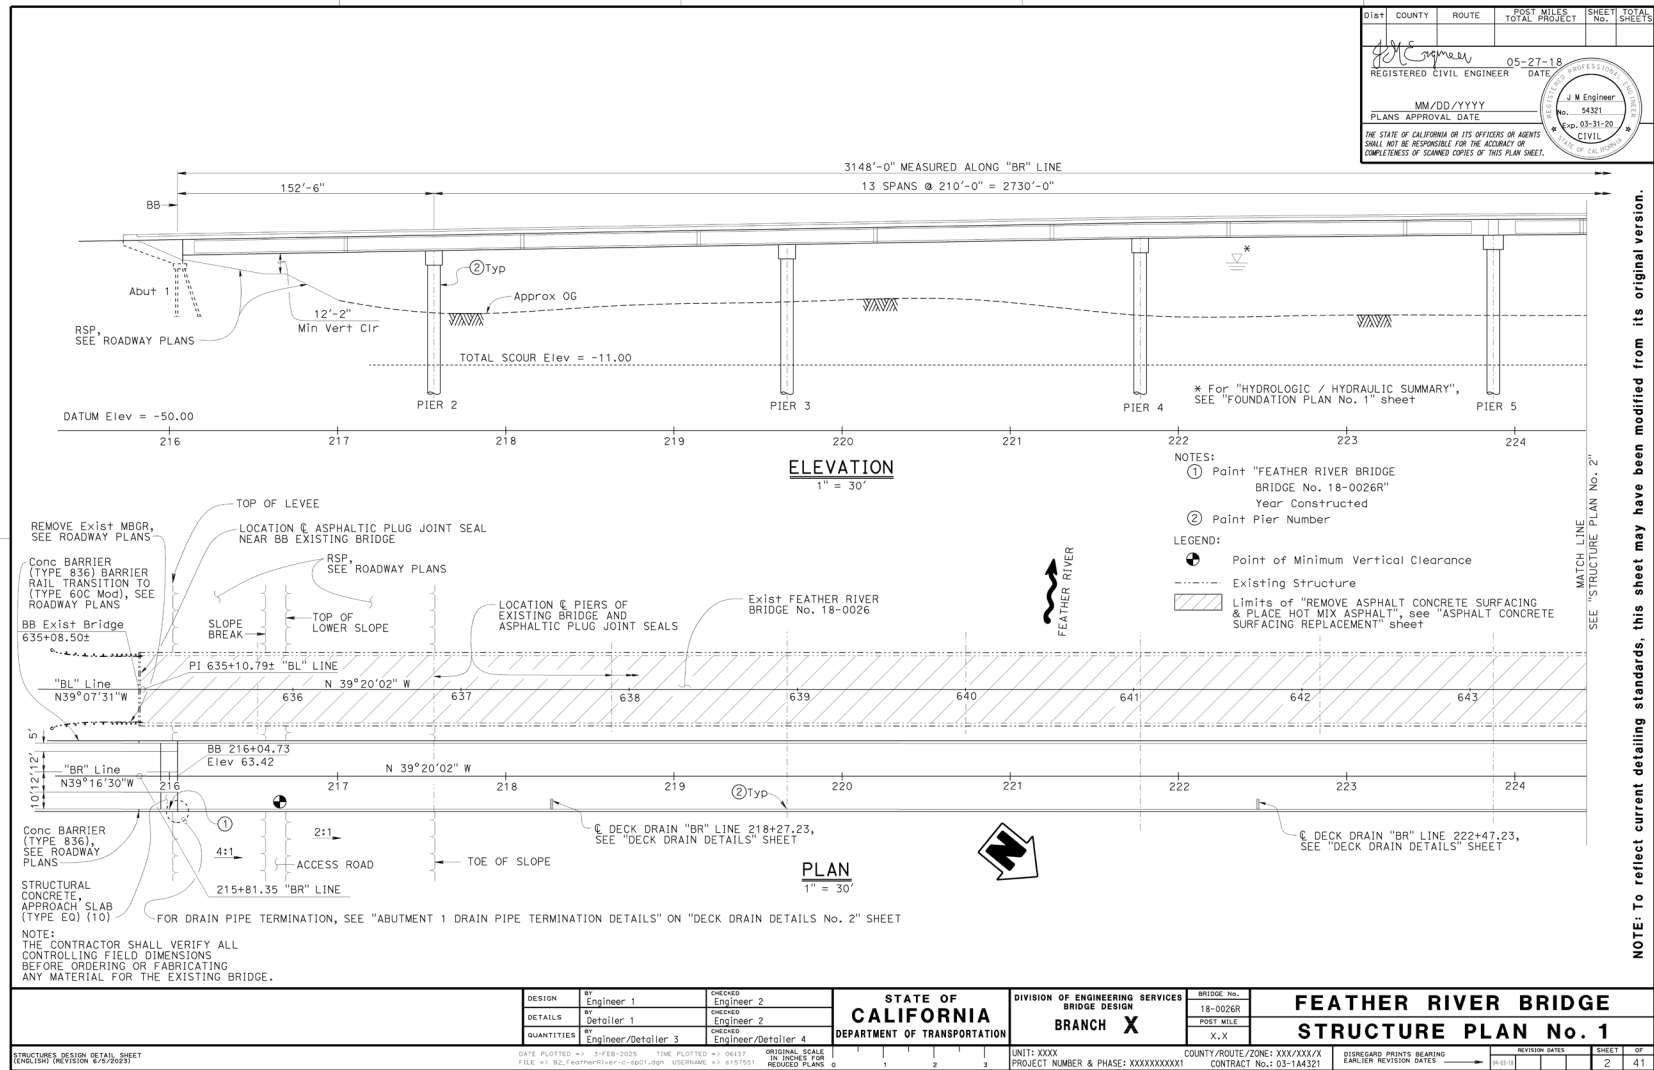 Dist COUNTY ROUTE POST MILES TOTAL PROJECT SHEET No. TOTAL SHEETS
J M Engineer 05-27-18
REGISTERED CIVIL ENGINEER DATE
MM/DD/YYYY
PLANS APPROVAL DATE
THE STATE OF CALIFORNIA OR ITS OFFICERS OR AGENTS
SHALL NOT BE RESPONSIBLE FOR THE ACCURACY OR
COMPLETENESS OF SCANNED COPIES OF THIS PLAN SHEET.
REGISTERED PROFESSIONAL ENGINEER
J M Engineer
No. 54321
Exp. 03-31-20
CIVIL
STATE OF CALIFORNIA
NOTE: To reflect current detailing standards, this sheet may have been modified from its original version.
3148'-0" MEASURED ALONG "BR" LINE
152'-6"
13 SPANS @ 210'-0" = 2730'-0"
BB
Abut 1
2 Typ
*
Approx OG
12'-2"
Min Vert Clr
RSP,
SEE ROADWAY PLANS
TOTAL SCOUR Elev = -11.00
PIER 2
PIER 3
PIER 4
PIER 5
* For "HYDROLOGIC / HYDRAULIC SUMMARY",
SEE "FOUNDATION PLAN No. 1" sheet
DATUM Elev = -50.00
216 217 218 219 220 221 222 223 224
ELEVATION
1" = 30'
NOTES:
1 Paint "FEATHER RIVER BRIDGE
BRIDGE No. 18-0026R"
Year Constructed
2 Paint Pier Number
LEGEND:
Point of Minimum Vertical Clearance
Existing Structure
Limits of "REMOVE ASPHALT CONCRETE SURFACING
& PLACE HOT MIX ASPHALT", see "ASPHALT CONCRETE
SURFACING REPLACEMENT" sheet
MATCH LINE
SEE "STRUCTURE PLAN No. 2"
TOP OF LEVEE
REMOVE Exist MBGR,
SEE ROADWAY PLANS
LOCATION ℄ ASPHALTIC PLUG JOINT SEAL
NEAR BB EXISTING BRIDGE
Conc BARRIER
(TYPE 836) BARRIER
RAIL TRANSITION TO
(TYPE 60C Mod), SEE
ROADWAY PLANS
RSP,
SEE ROADWAY PLANS
SLOPE
BREAK
TOP OF
LOWER SLOPE
LOCATION ℄ PIERS OF
EXISTING BRIDGE AND
ASPHALTIC PLUG JOINT SEALS
Exist FEATHER RIVER
BRIDGE No. 18-0026
FEATHER RIVER
BB Exist Bridge
635+08.50±
PI 635+10.79± "BL" LINE
"BL" Line
N39°07'31"W
N 39°20'02" W
636 637 638 639 640 641 642 643
5'
12'
12'
10'
BB 216+04.73
Elev 63.42
"BR" Line
N39°16'30"W
N 39°20'02" W
216 217 218 219 220 221 222 223 224
2 Typ
1
2:1
4:1
ACCESS ROAD
TOE OF SLOPE
℄ DECK DRAIN "BR" LINE 218+27.23,
SEE "DECK DRAIN DETAILS" SHEET
N
℄ DECK DRAIN "BR" LINE 222+47.23,
SEE "DECK DRAIN DETAILS" SHEET
Conc BARRIER
(TYPE 836),
SEE ROADWAY
PLANS
STRUCTURAL
CONCRETE,
APPROACH SLAB
(TYPE EQ) (10)
215+81.35 "BR" LINE
PLAN
1" = 30'
FOR DRAIN PIPE TERMINATION, SEE "ABUTMENT 1 DRAIN PIPE TERMINATION DETAILS" ON "DECK DRAIN DETAILS No. 2" SHEET
NOTE:
THE CONTRACTOR SHALL VERIFY ALL
CONTROLLING FIELD DIMENSIONS
BEFORE ORDERING OR FABRICATING
ANY MATERIAL FOR THE EXISTING BRIDGE.
DESIGN BY Engineer 1 CHECKED Engineer 2
DETAILS BY Detailer 1 CHECKED Engineer 2
QUANTITIES BY Engineer/Detailer 3 CHECKED Engineer/Detailer 4
STATE OF
CALIFORNIA
DEPARTMENT OF TRANSPORTATION
DIVISION OF ENGINEERING SERVICES
BRIDGE DESIGN
BRANCH X
BRIDGE No.
18-0026R
POST MILE
X.X
FEATHER RIVER BRIDGE
STRUCTURE PLAN No. 1
STRUCTURES DESIGN DETAIL SHEET
(ENGLISH) (REVISION 6/5/2023)
DATE PLOTTED => 3-FEB-2025 TIME PLOTTED => 06:37
FILE => B2_FeatherRiver-c-sp01.dgn USERNAME => s157551
ORIGINAL SCALE
IN INCHES FOR
REDUCED PLANS
0 1 2 3
UNIT: XXXX
PROJECT NUMBER & PHASE: XXXXXXXXXX1
COUNTY/ROUTE/ZONE: XXX/XXX/X
CONTRACT No.: 03-1A4321
DISREGARD PRINTS BEARING
EARLIER REVISION DATES
REVISION DATES
SHEET OF
2 41